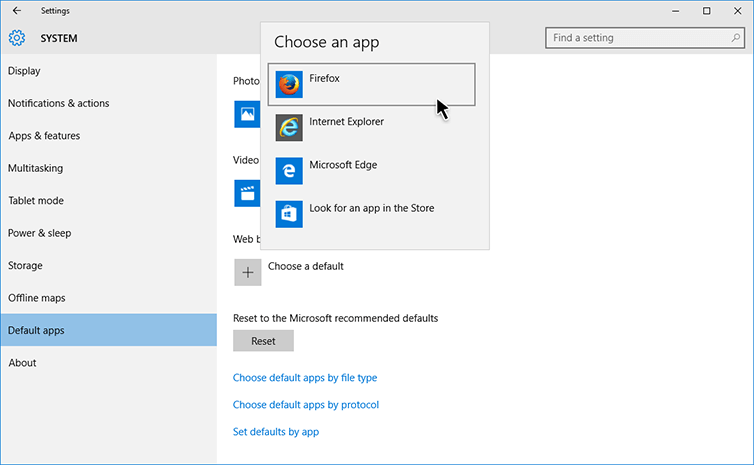 Settings
SYSTEM
Find a setting
Display
Notifications & actions
Apps & features
Multitasking
Tablet mode
Power & sleep
Storage
Offline maps
Default apps
About
Choose an app
Firefox
Internet Explorer
Microsoft Edge
Look for an app in the Store
Photo
Video
Web b
Choose a default
Reset to the Microsoft recommended defaults
Reset
Choose default apps by file type
Choose default apps by protocol
Set defaults by app